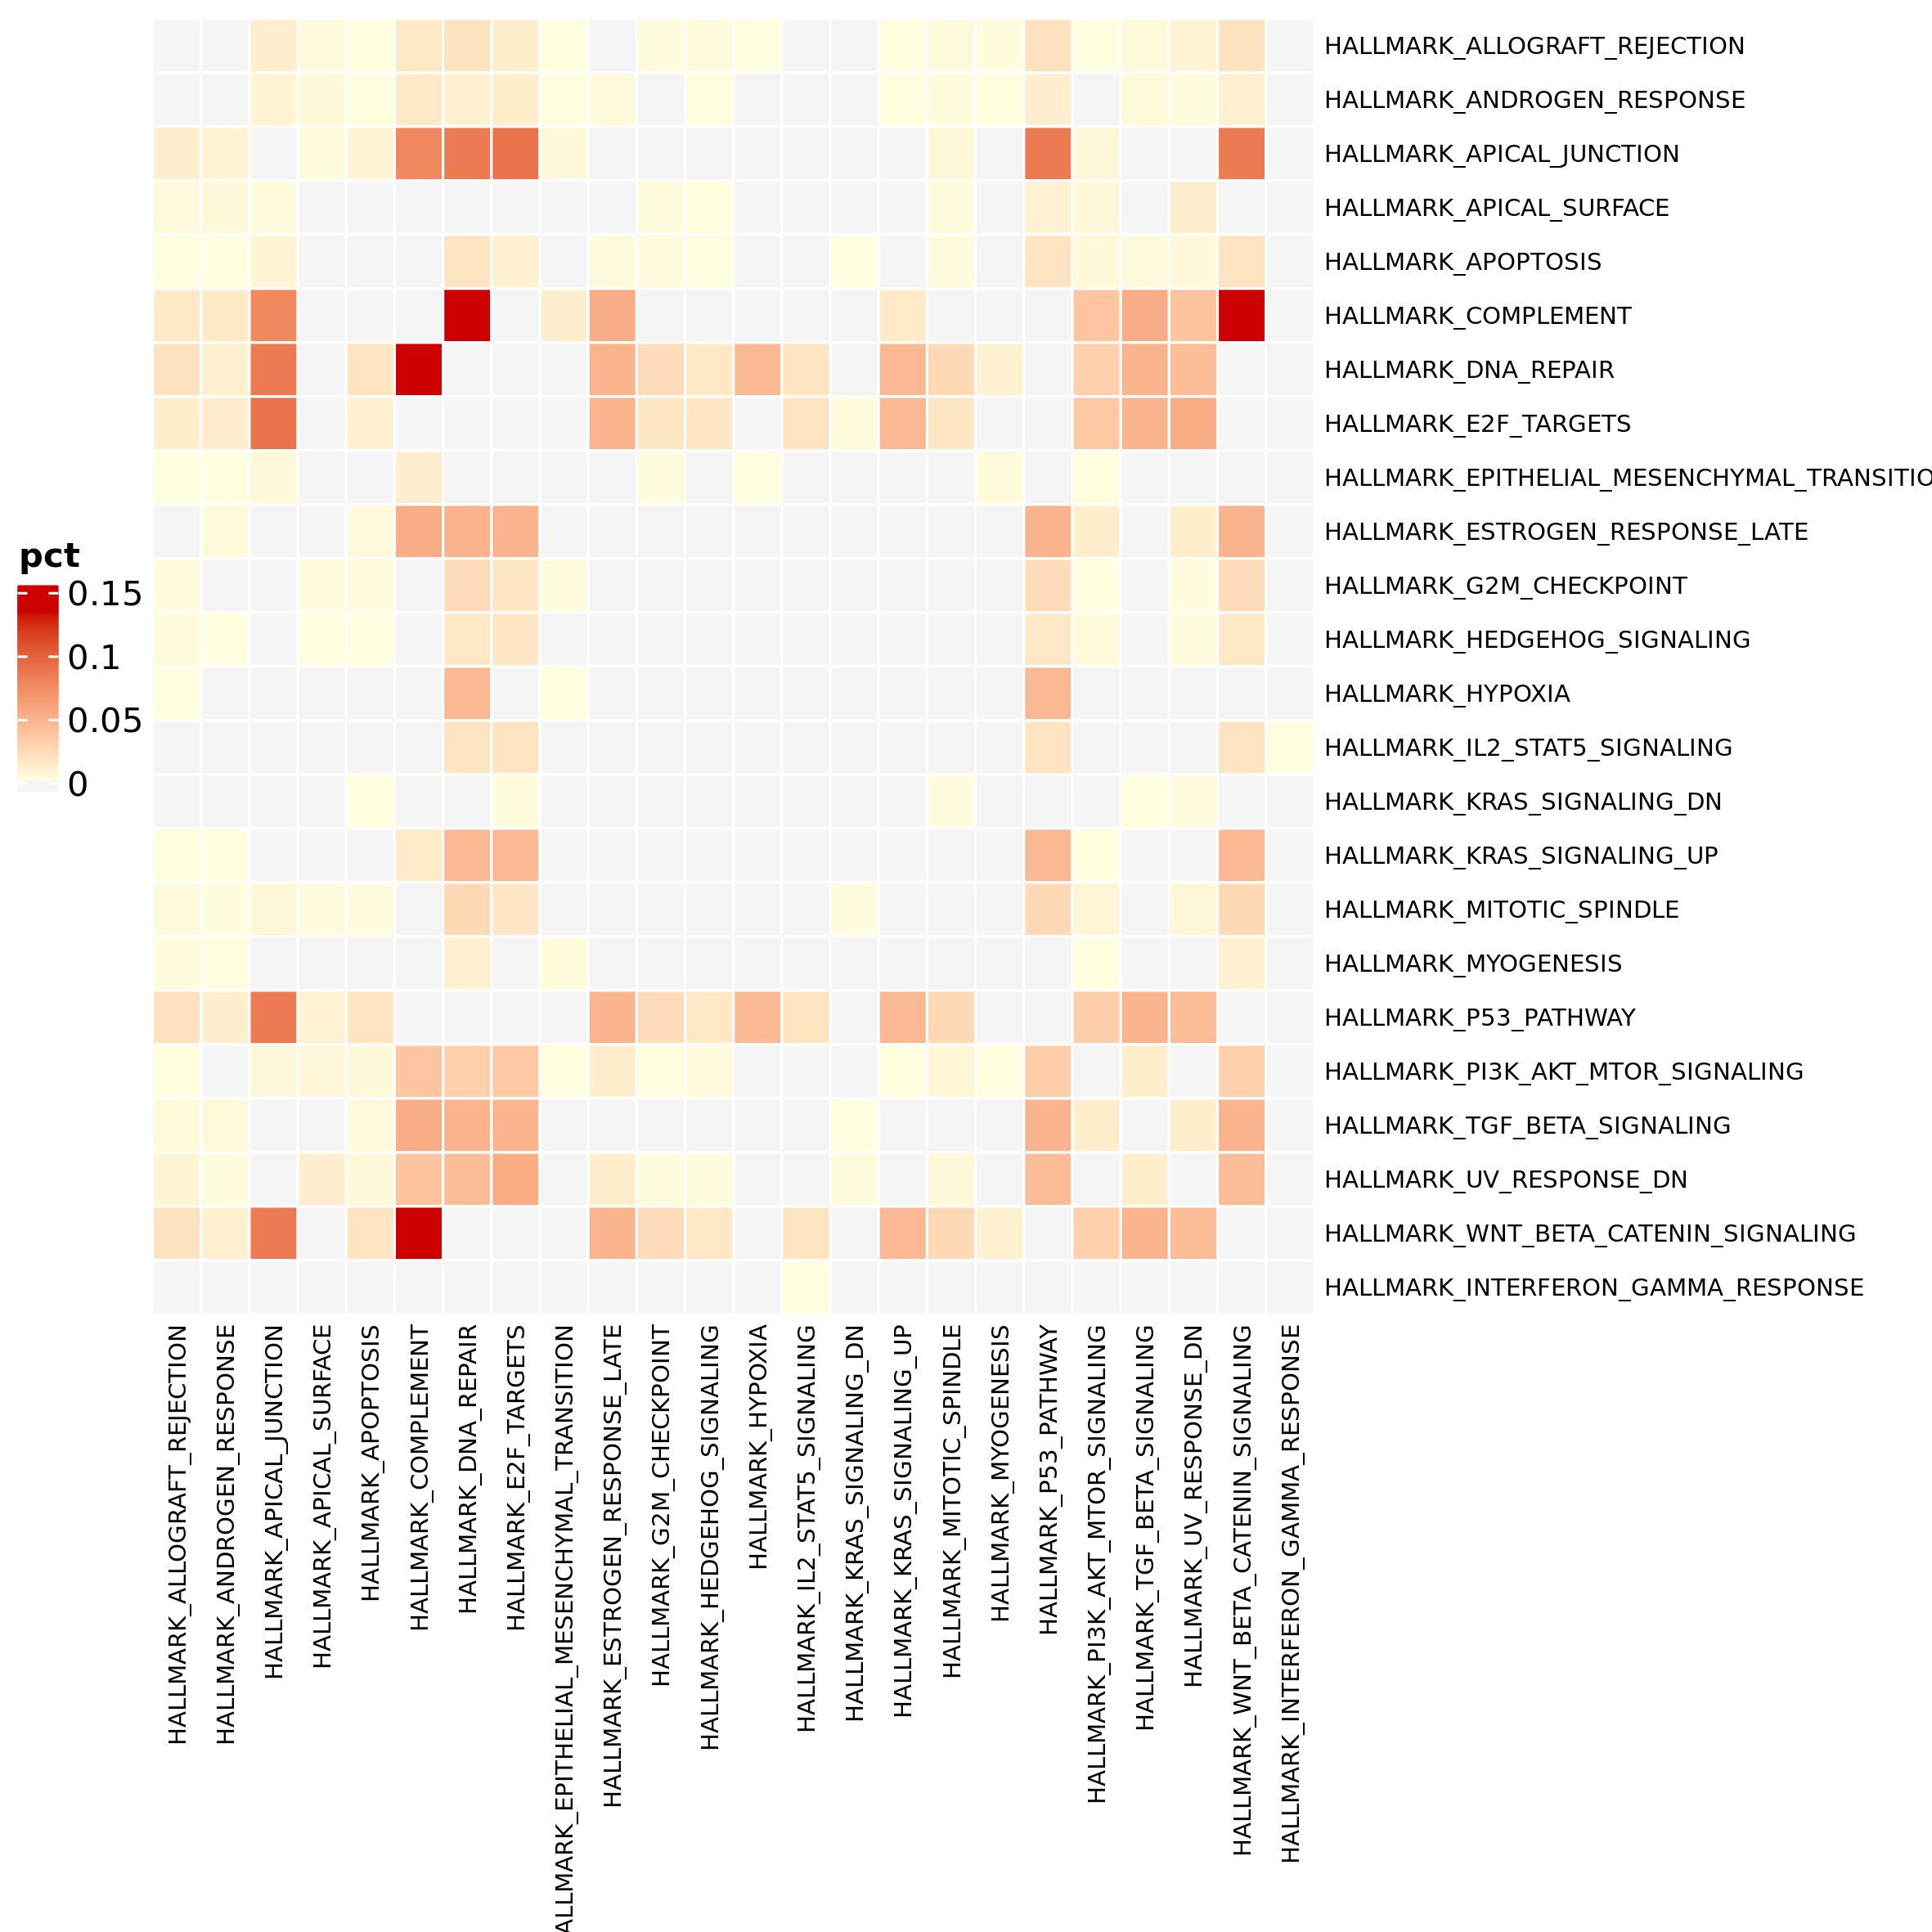 HALLMARK_ALLOGRAFT_REJECTION
HALLMARK_ANDROGEN_RESPONSE
HALLMARK_APICAL_JUNCTION
HALLMARK_APICAL_SURFACE
HALLMARK_APOPTOSIS
HALLMARK_COMPLEMENT
HALLMARK_DNA_REPAIR
HALLMARK_E2F_TARGETS
HALLMARK_EPITHELIAL_MESENCHYMAL_TRANSITIO
HALLMARK_ESTROGEN_RESPONSE_LATE
HALLMARK_G2M_CHECKPOINT
HALLMARK_HEDGEHOG_SIGNALING
HALLMARK_HYPOXIA
HALLMARK_IL2_STAT5_SIGNALING
HALLMARK_KRAS_SIGNALING_DN
HALLMARK_KRAS_SIGNALING_UP
HALLMARK_MITOTIC_SPINDLE
HALLMARK_MYOGENESIS
HALLMARK_P53_PATHWAY
HALLMARK_PI3K_AKT_MTOR_SIGNALING
HALLMARK_TGF_BETA_SIGNALING
HALLMARK_UV_RESPONSE_DN
HALLMARK_WNT_BETA_CATENIN_SIGNALING
HALLMARK_INTERFERON_GAMMA_RESPONSE
pct
0.15
0.1
0.05
0
HALLMARK_ALLOGRAFT_REJECTION
HALLMARK_ANDROGEN_RESPONSE
HALLMARK_APICAL_JUNCTION
HALLMARK_APICAL_SURFACE
HALLMARK_APOPTOSIS
HALLMARK_COMPLEMENT
HALLMARK_DNA_REPAIR
HALLMARK_E2F_TARGETS
ALLMARK_EPITHELIAL_MESENCHYMAL_TRANSITION
HALLMARK_ESTROGEN_RESPONSE_LATE
HALLMARK_G2M_CHECKPOINT
HALLMARK_HEDGEHOG_SIGNALING
HALLMARK_HYPOXIA
HALLMARK_IL2_STAT5_SIGNALING
HALLMARK_KRAS_SIGNALING_DN
HALLMARK_KRAS_SIGNALING_UP
HALLMARK_MITOTIC_SPINDLE
HALLMARK_MYOGENESIS
HALLMARK_P53_PATHWAY
HALLMARK_PI3K_AKT_MTOR_SIGNALING
HALLMARK_TGF_BETA_SIGNALING
HALLMARK_UV_RESPONSE_DN
HALLMARK_WNT_BETA_CATENIN_SIGNALING
HALLMARK_INTERFERON_GAMMA_RESPONSE